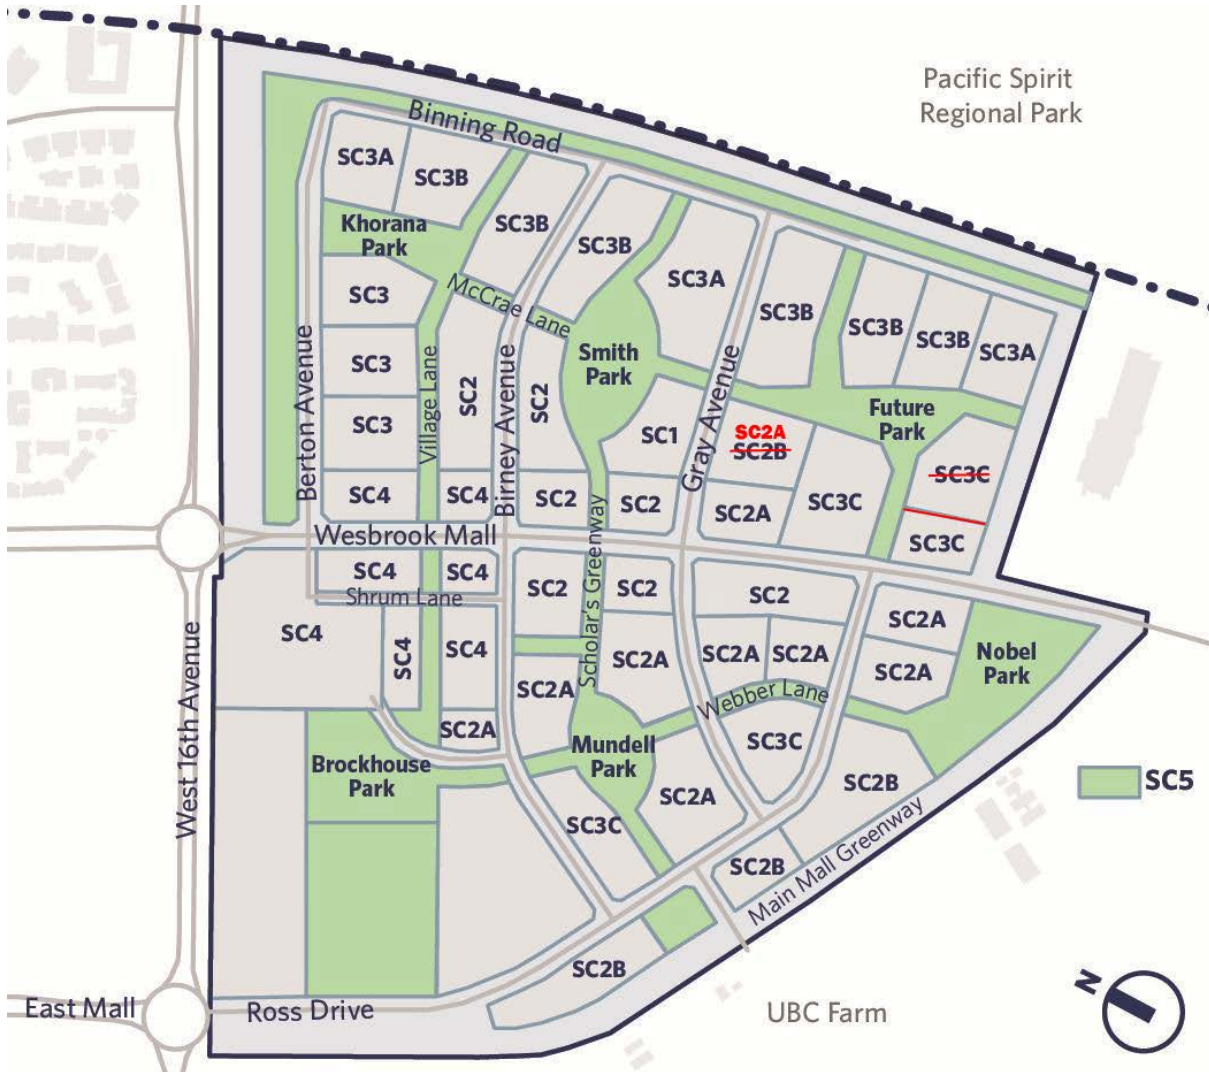 Pacific Spirit
Regional Park
Binning Road
SC3A
SC3B
SC3B
SC3B
SC3A
SC3B
SC3B
SC3B
SC3A
Khorana
Park
SC3
McCrae Lane
Smith
Park
Future
Park
Berton Avenue
SC3
Village Lane
SC2
Birney Avenue
SC2
SC3
SC1
Gray Avenue
SC2A
SC2B
SC3C
SC3C
SC4
SC4
SC2
SC2
SC2A
SC3C
Wesbrook Mall
SC4
SC4
Shrum Lane
SC2
Scholar's Greenway
SC2
SC2
SC2A
SC4
SC4
SC4
SC2A
SC2A
SC2A
SC2A
SC2A
Nobel
Park
Webber Lane
West 16th Avenue
SC2A
SC2A
Mundell
Park
SC3C
Brockhouse
Park
SC2B
SC5
SC3C
SC2B
Main Mall Greenway
SC2B
East Mall
Ross Drive
UBC Farm
N